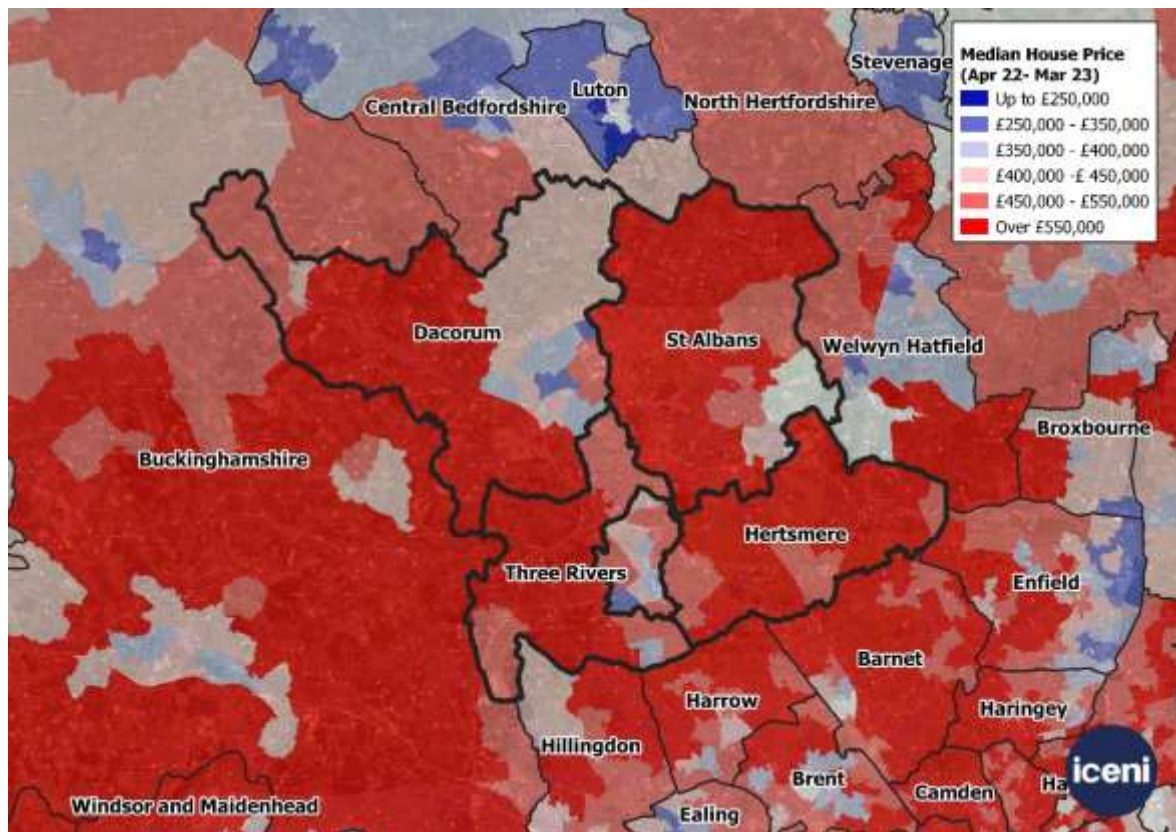 Median House Price
(Apr 22- Mar 23)
Up to £250,000
£250,000 - £350,000
£350,000 - £400,000
£400,000 -£ 450,000
£450,000 - £550,000
Over £550,000
Stevenage
Luton
Central Bedfordshire
North Hertfordshire
Dacorum
St Albans
Welwyn Hatfield
Broxbourne
Buckinghamshire
Hertsmere
Three Rivers
Enfield
Barnet
Harrow
Haringey
Hillingdon
Brent
Camden
Ha
iceni
Windsor and Maidenhead
Ealing